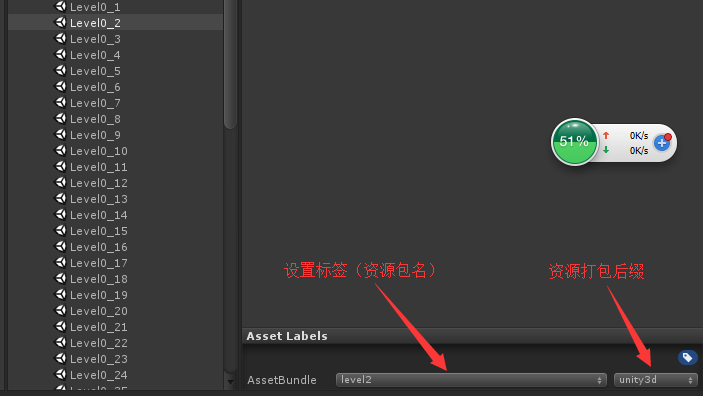 Level0_1
Level0_2
Level0_3
Level0_4
Level0_5
Level0_6
Level0_7
Level0_8
Level0_9
Level0_10
Level0_11
Level0_12
Level0_13
Level0_14
Level0_15
Level0_16
Level0_17
Level0_18
Level0_19
Level0_20
Level0_21
Level0_22
Level0_23
Level0_24
51%
0K/s
0K/s
设置标签（资源包名）
资源打包后缀
Asset Labels
AssetBundle
level2
unity3d